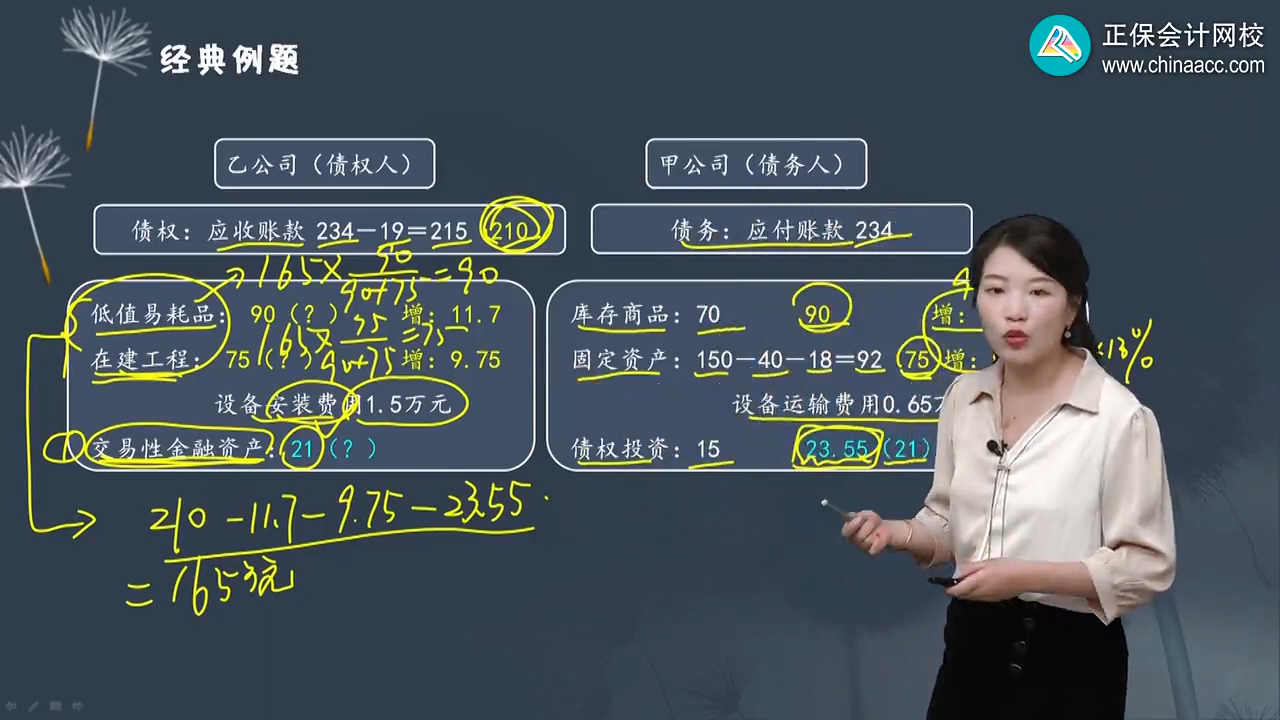 经典例题
正保会计网校
www.chinaacc.com
乙公司（债权人）
甲公司（债务人）
债权：应收账款 234－19＝215 210
债务：应付账款 234
165×90/90+75=90
低值易耗品： 90（？） 增：11.7
165×75/90+75=75
在建工程： 75（？） 增：9.75
设备安装费用1.5万元
① 交易性金融资产：21（？）
库存商品：70 90 增：
固定资产：150－40－18＝92 75 增：
×13%
设备运输费用0.65
债权投资：15 23.55（21）
210-11.7-9.75-23.55
=165万元